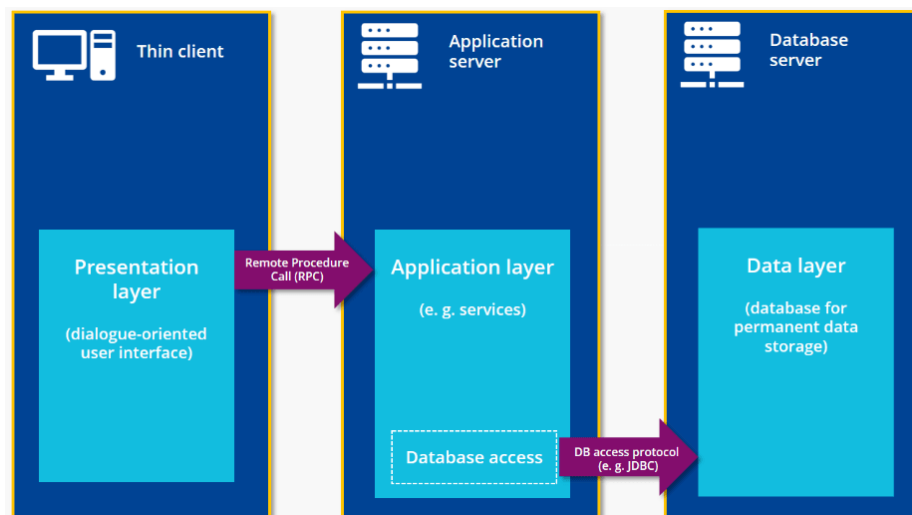 Thin client
Application
server
Database
server
Presentation
layer
(dialogue-oriented
user interface)
Remote Procedure
Call (RPC)
Application layer
(e. g. services)
Database access
DB access protocol
(e. g. JDBC)
Data layer
(database for
permanent data
storage)